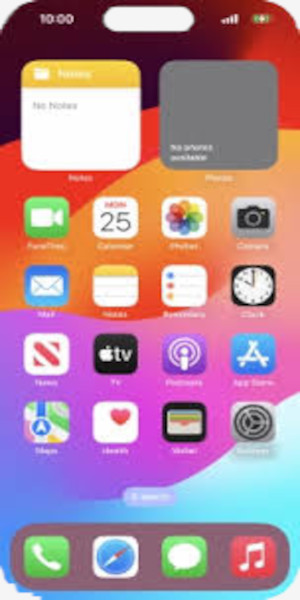 10:00
Notes
No Notes
No photos
available
Notes Photos
FaceTime MON 25 Calendar Photos Camera
Mail Notes Reminders Clock
News tv TV Podcasts App Store
Maps Health Wallet Settings
Search